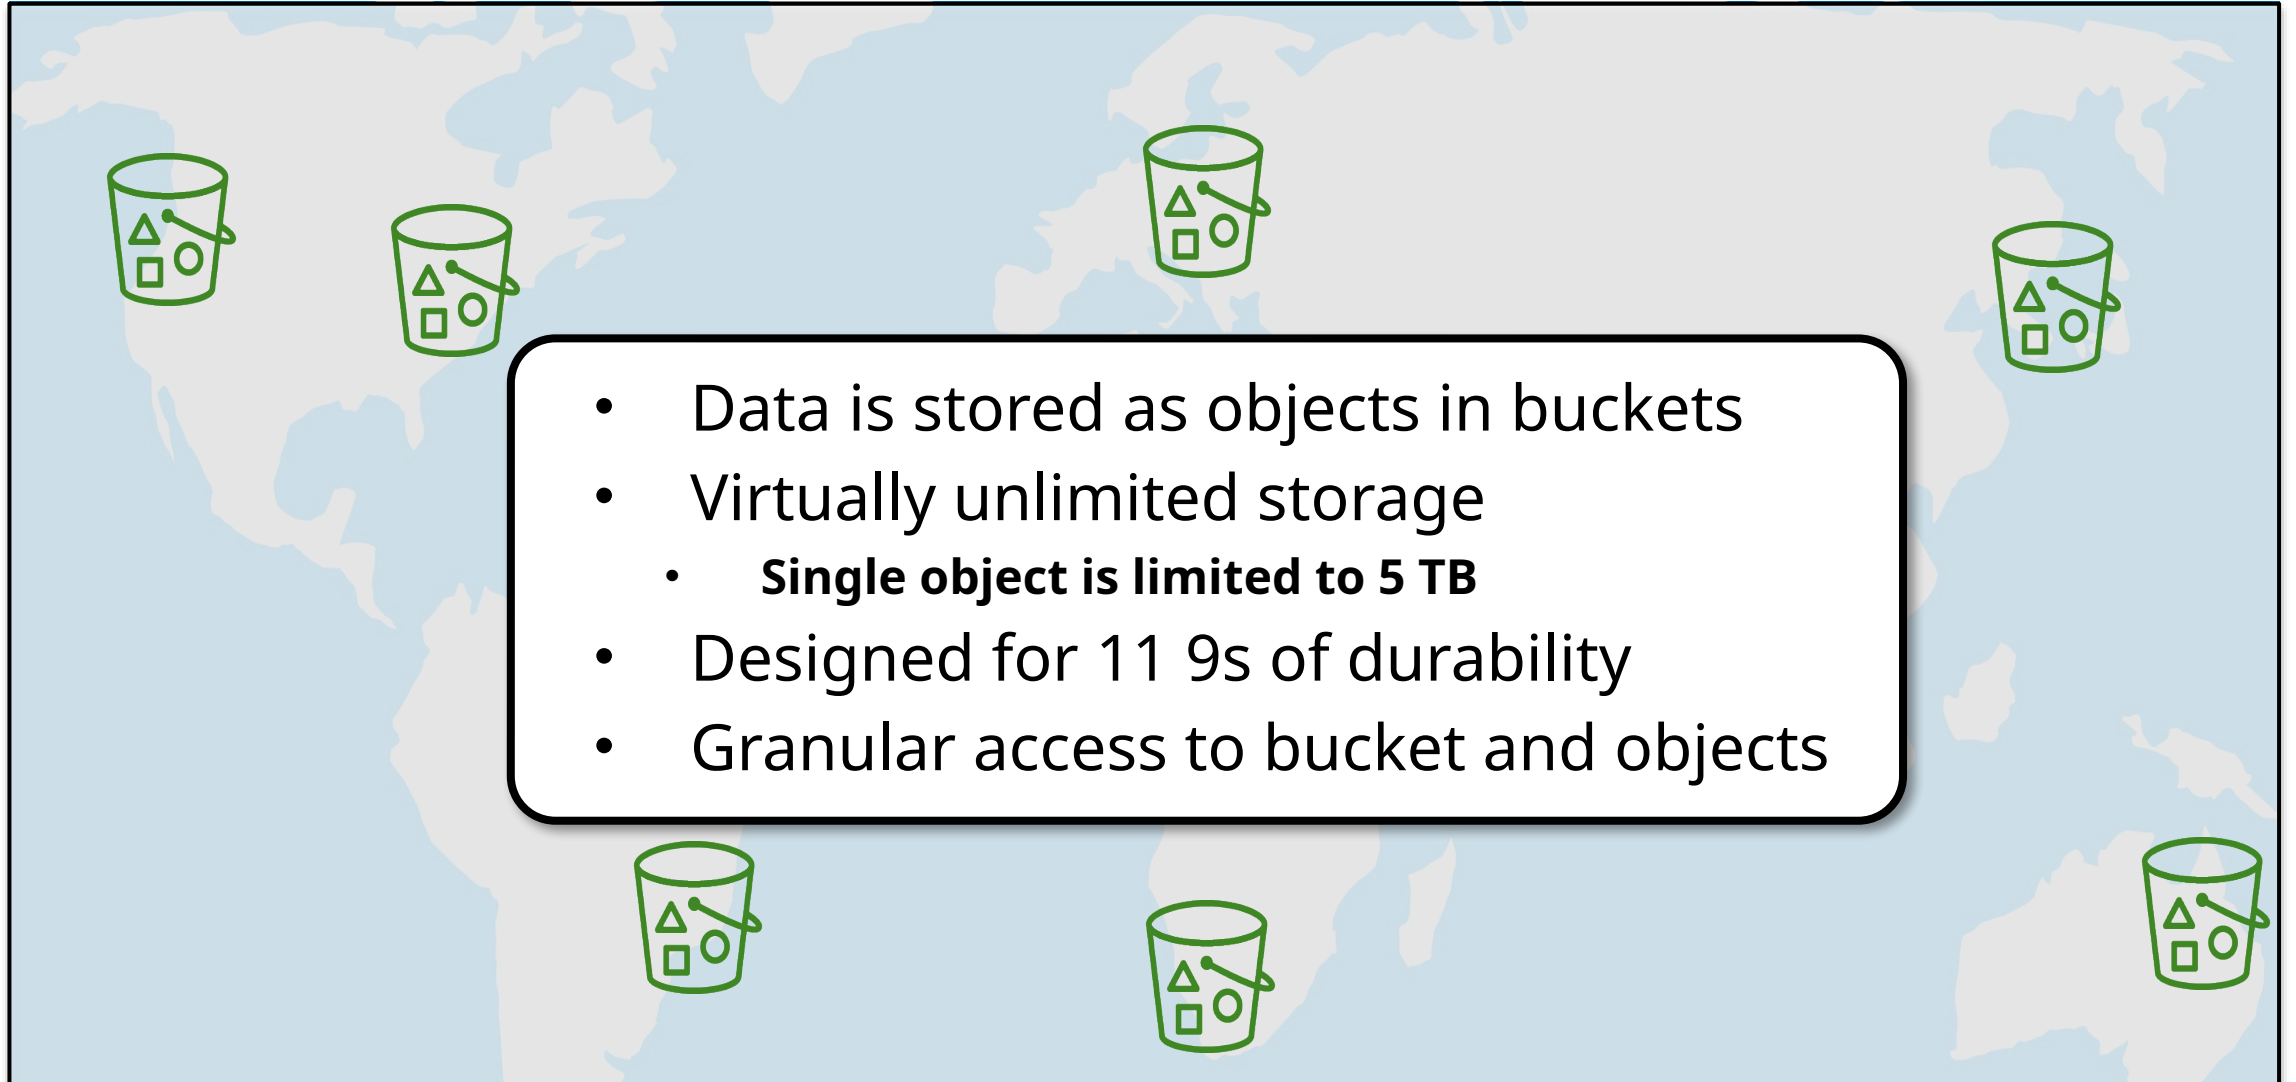 • Data is stored as objects in buckets
• Virtually unlimited storage
• Single object is limited to 5 TB
• Designed for 11 9s of durability
• Granular access to bucket and objects